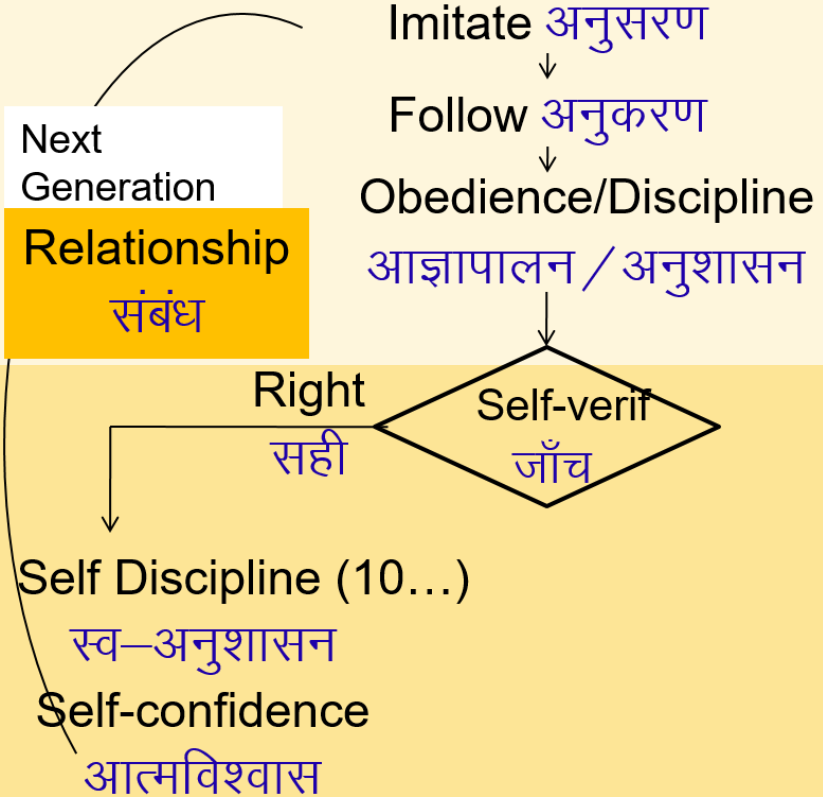 Imitate अनुसरण
Follow अनुकरण
Obedience/Discipline
आज्ञापालन / अनुशासन
Next
Generation
Relationship
संबंध
Self-verif
जाँच
Right
सही
Self Discipline (10...)
स्व–अनुशासन
Self-confidence
आत्मविश्वास